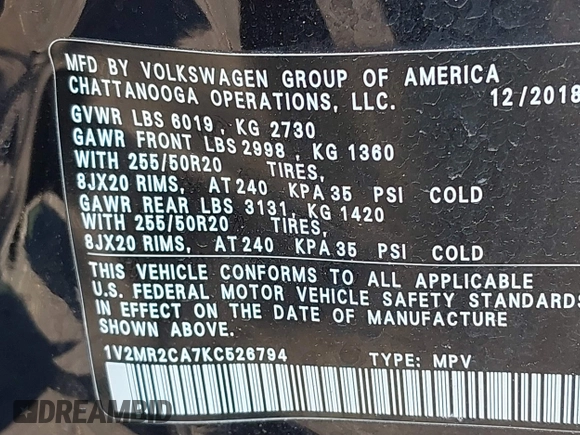 MFD BY VOLKSWAGEN GROUP OF AMERICA
CHATTANOOGA OPERATIONS, LLC. 12/2018
GVWR LBS 6019, KG 2730
GAWR FRONT LBS 2998, KG 1360
WITH 255/50R20 TIRES,
8JX20 RIMS, AT 240 KPA 35 PSI COLD
GAWR REAR LBS 3131, KG 1420
WITH 255/50R20 TIRES,
8JX20 RIMS, AT 240 KPA 35 PSI COLD
THIS VEHICLE CONFORMS TO ALL APPLICABLE
U.S. FEDERAL MOTOR VEHICLE SAFETY STANDARDS
IN EFFECT ON THE DATE OF MANUFACTURE
SHOWN ABOVE.
1V2MR2CA7KC526794 TYPE: MPV
DREAMBID